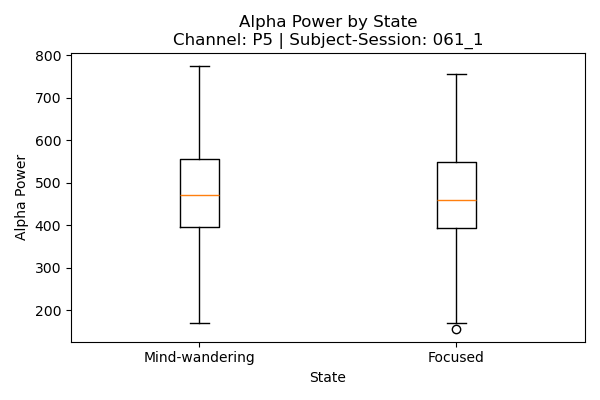 Alpha Power by State
Channel: P5 | Subject-Session: 061_1
800
700
600
500
400
300
200
Alpha Power
Mind-wandering
Focused
State